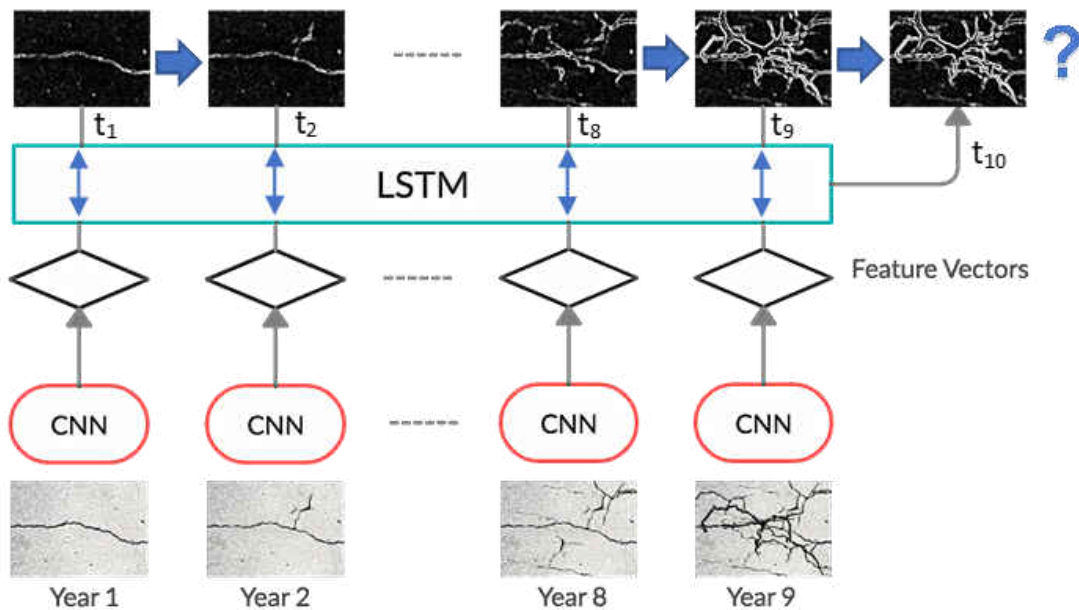 ?
t₁ t₂ t₈ t₉ t₁₀
LSTM
Feature Vectors
CNN CNN CNN CNN
Year 1 Year 2 Year 8 Year 9